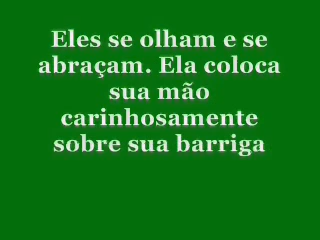 Eles se olham e se
abraçam. Ela coloca
sua mão
carinhosamente
sobre sua barriga